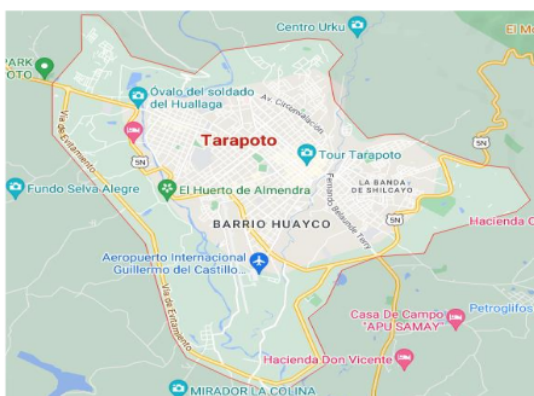 Centro Urku
El M
PARK
OTO
Óvalo del soldado
del Huallaga
Av. Circunvalación
Vía de Evitamiento
Tarapoto
5N
Tour Tarapoto
5N
Fundo Selva Alegre
El Huerto de Almendra
LA BANDA
DE SHILCAYO
Fernando Belaunde Terry
5N
BARRIO HUAYCO
Hacienda C
Aeropuerto Internacional
Guillermo del Castillo...
Vía de Evitamiento
Petroglifos
Casa De Campo
"APU SAMAY"
Hacienda Don Vicente
MIRADOR LA COLINA